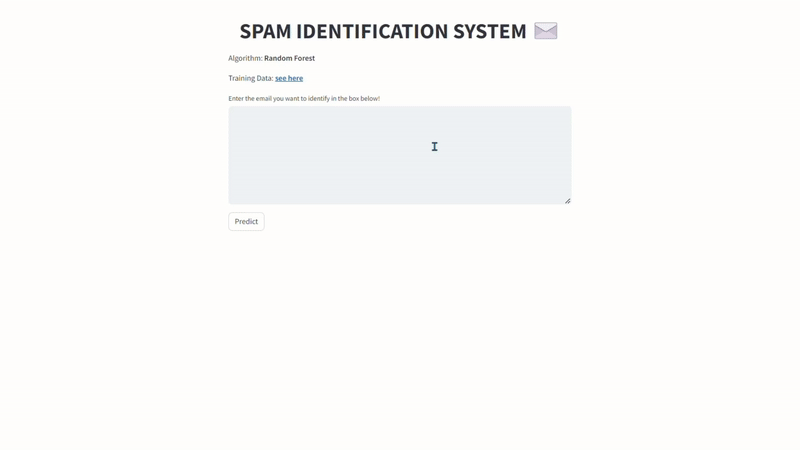 SPAM IDENTIFICATION SYSTEM
Algorithm: Random Forest
Training Data: see here
Enter the email you want to identify in the box below!
Predict